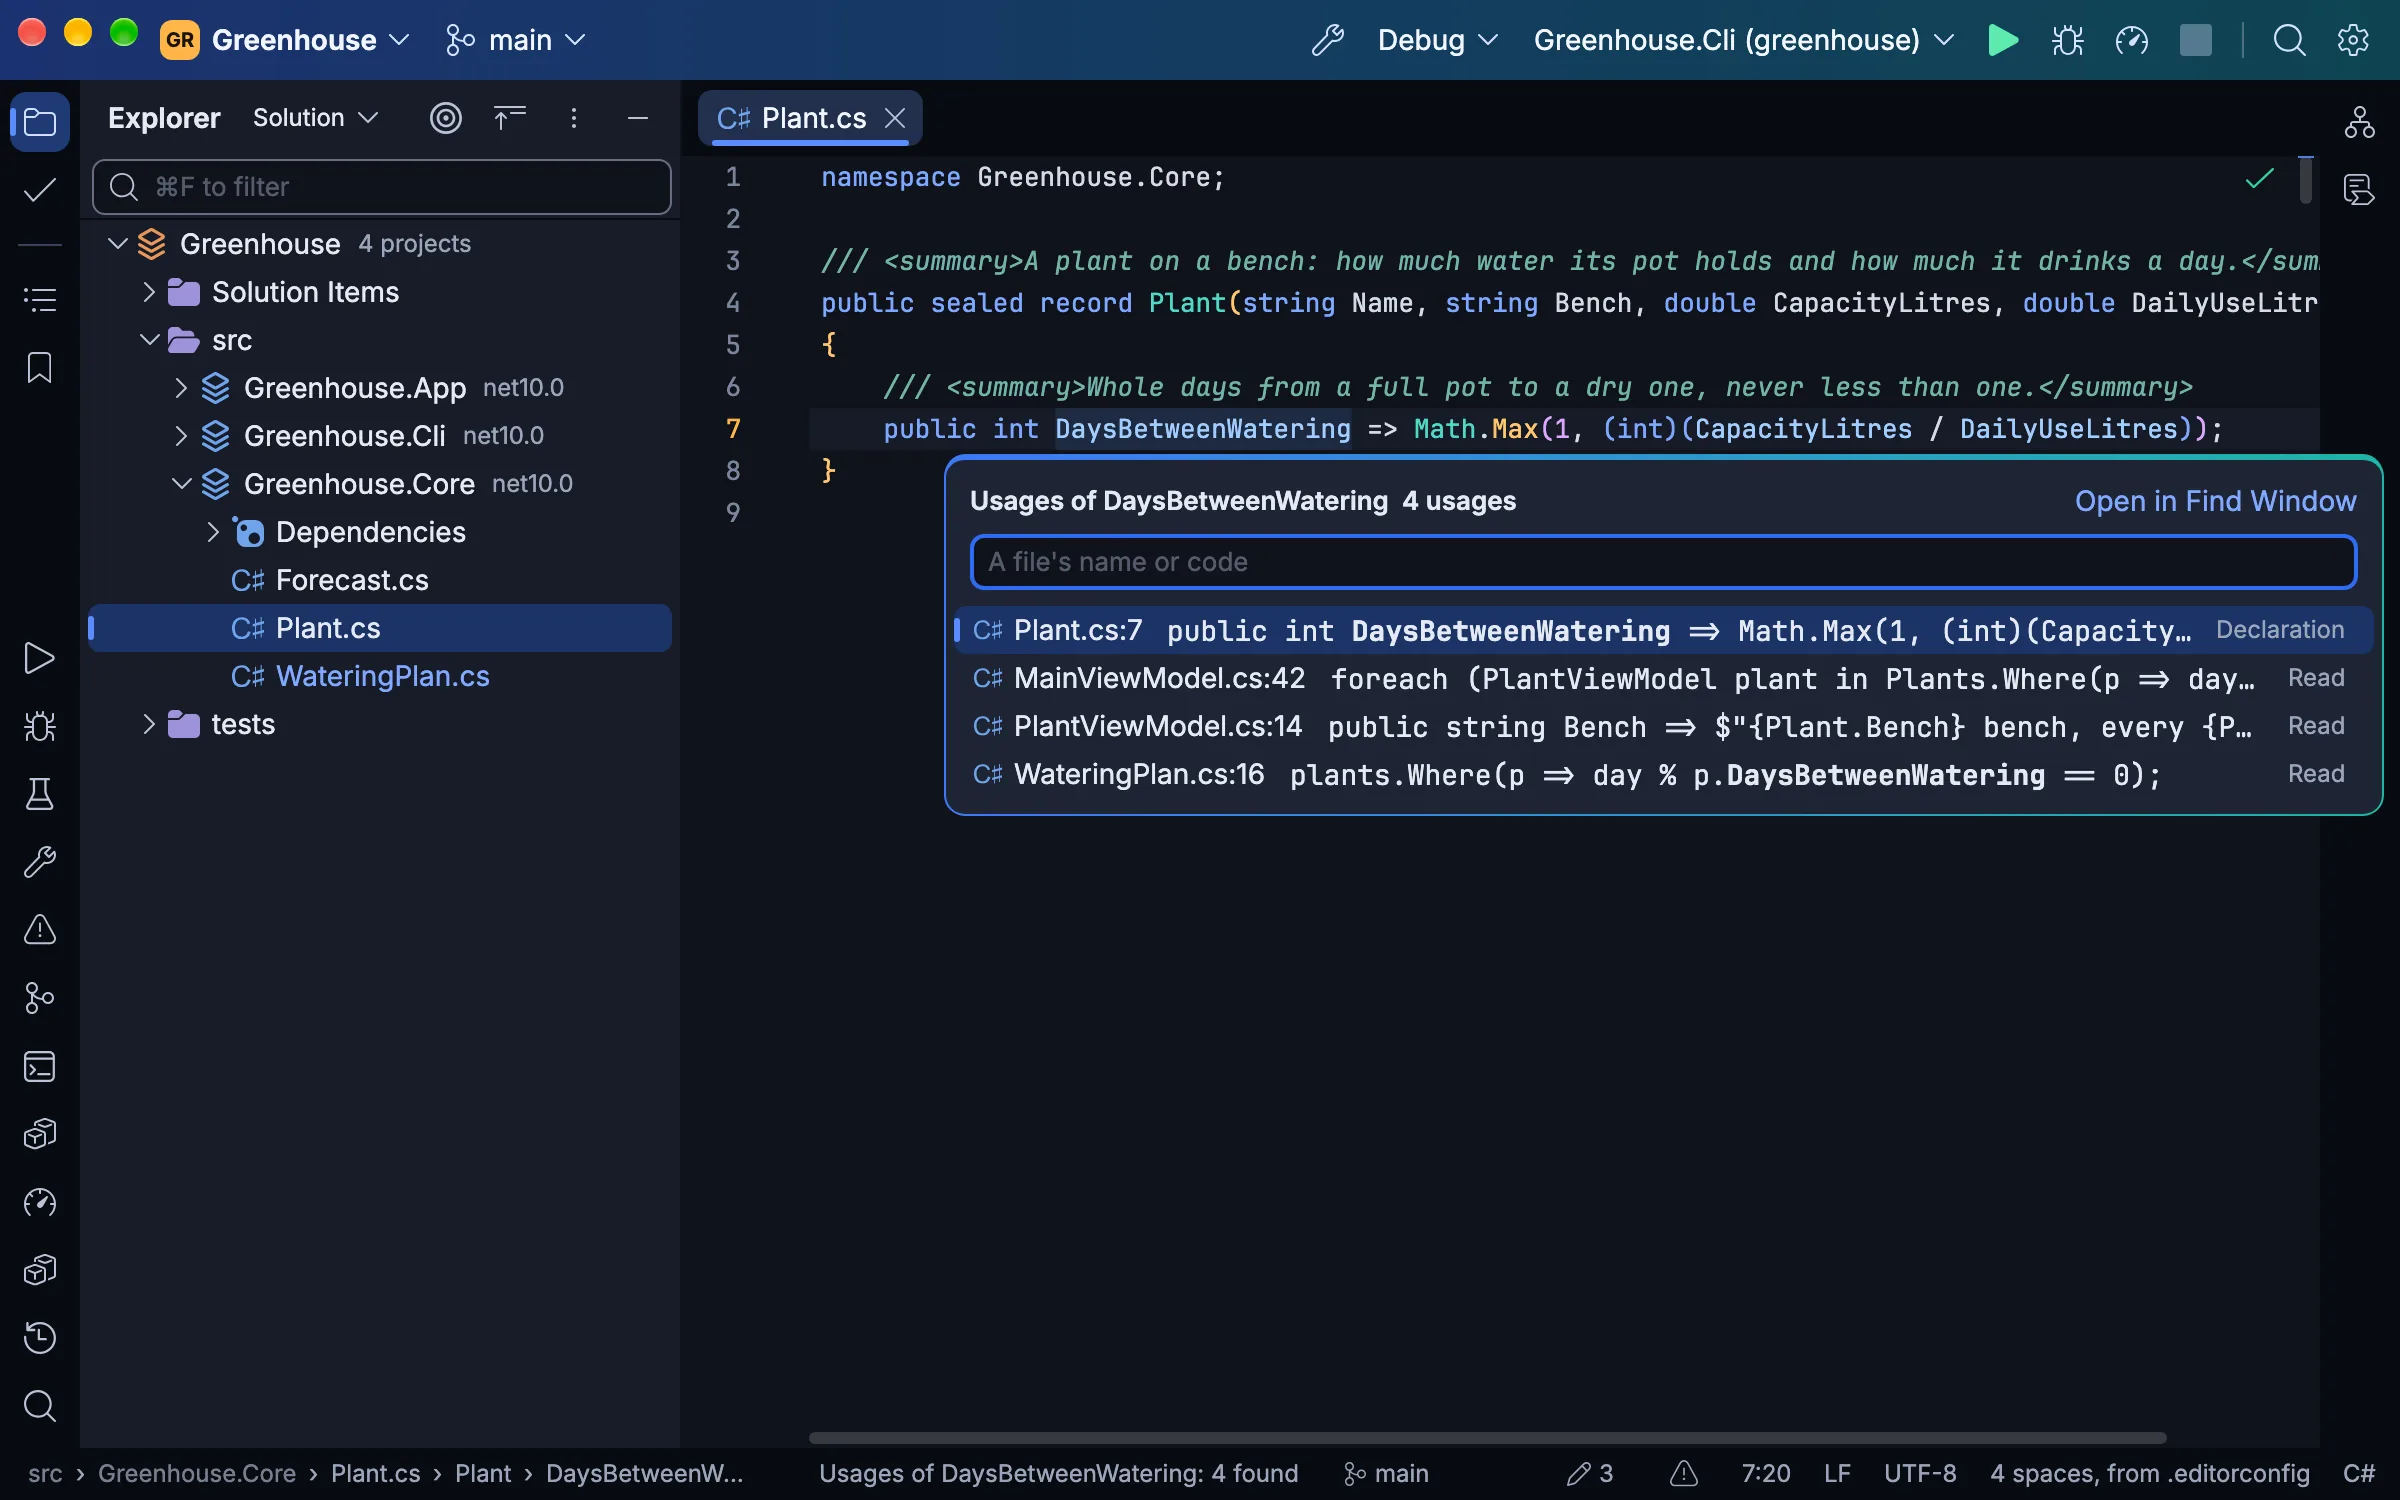 GR Greenhouse main Debug Greenhouse.Cli (greenhouse)
Explorer Solution
⌘F to filter
Greenhouse 4 projects
Solution Items
src
Greenhouse.App net10.0
Greenhouse.Cli net10.0
Greenhouse.Core net10.0
Dependencies
C# Forecast.cs
C# Plant.cs
C# WateringPlan.cs
tests
C# Plant.cs
1 namespace Greenhouse.Core;
2
3 /// <summary>A plant on a bench: how much water its pot holds and how much it drinks a day.</sum
4 public sealed record Plant(string Name, string Bench, double CapacityLitres, double DailyUseLitr
5 {
6 /// <summary>Whole days from a full pot to a dry one, never less than one.</summary>
7 public int DaysBetweenWatering => Math.Max(1, (int)(CapacityLitres / DailyUseLitres));
8 }
9
Usages of DaysBetweenWatering 4 usages Open in Find Window
A file's name or code
C# Plant.cs:7 public int DaysBetweenWatering => Math.Max(1, (int)(Capacity… Declaration
C# MainViewModel.cs:42 foreach (PlantViewModel plant in Plants.Where(p => day… Read
C# PlantViewModel.cs:14 public string Bench => $"{Plant.Bench} bench, every {P… Read
C# WateringPlan.cs:16 plants.Where(p => day % p.DaysBetweenWatering == 0); Read
src › Greenhouse.Core › Plant.cs › Plant › DaysBetweenW... Usages of DaysBetweenWatering: 4 found main 3 7:20 LF UTF-8 4 spaces, from .editorconfig C#